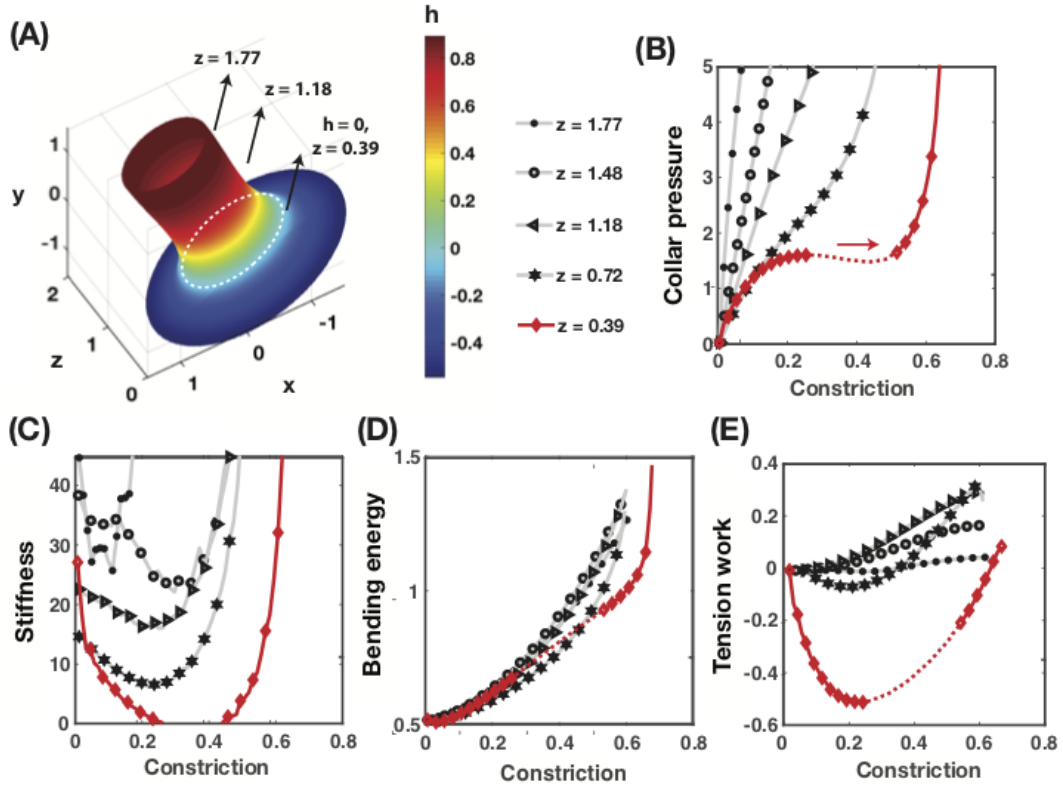 (A)
h
z = 1.77
z = 1.18
h = 0,
z = 0.39
1
0
-1
y
2
1
0
z
1
0
-1
x
0.8
0.6
0.4
0.2
0
-0.2
-0.4
z = 1.77
z = 1.48
z = 1.18
z = 0.72
z = 0.39
(B)
Collar pressure
5
4
3
2
1
0
0 0.2 0.4 0.6 0.8
Constriction
(C)
Stiffness
40
30
20
10
0
0 0.2 0.4 0.6 0.8
Constriction
(D)
Bending energy
1.5
1
0.5
0 0.2 0.4 0.6 0.8
Constriction
(E)
Tension work
0.4
0.2
0
-0.2
-0.4
-0.6
0 0.2 0.4 0.6 0.8
Constriction